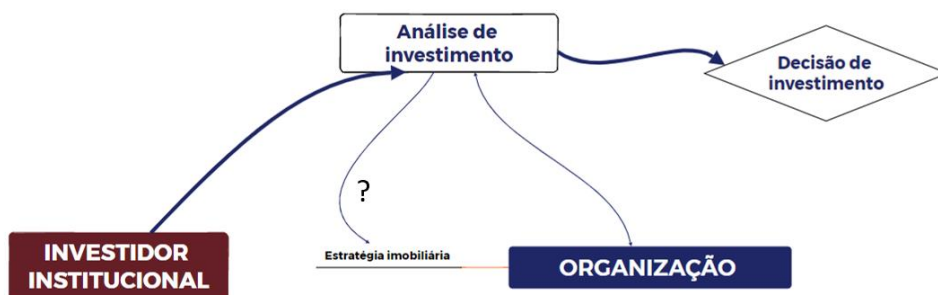 Análise de
investimento
Decisão de
investimento
?
INVESTIDOR
INSTITUCIONAL
Estratégia imobiliária
ORGANIZAÇÃO